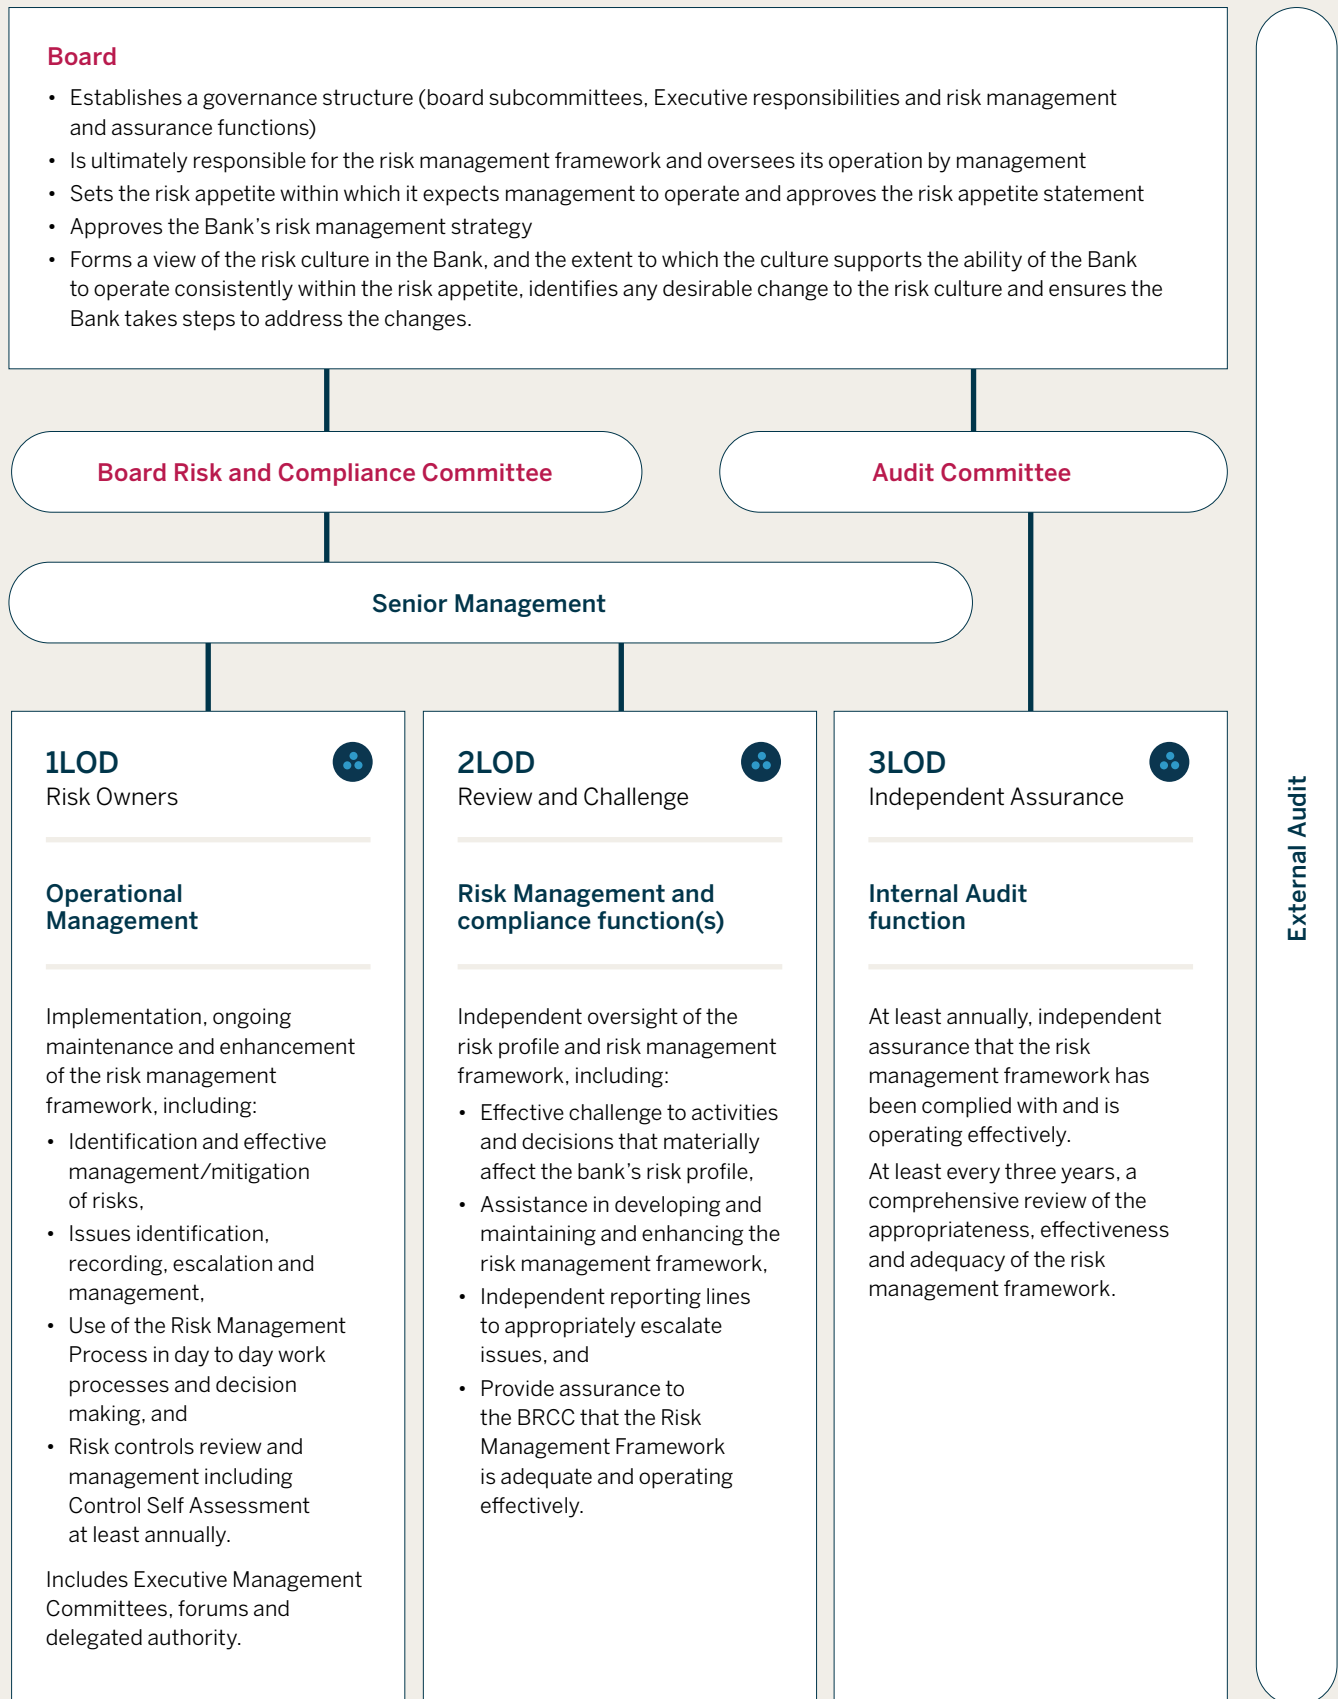 Board
• Establishes a governance structure (board subcommittees, Executive responsibilities and risk management
and assurance functions)
• Is ultimately responsible for the risk management framework and oversees its operation by management
• Sets the risk appetite within which it expects management to operate and approves the risk appetite statement
• Approves the Bank’s risk management strategy
• Forms a view of the risk culture in the Bank, and the extent to which the culture supports the ability of the Bank
to operate consistently within the risk appetite, identifies any desirable change to the risk culture and ensures the
Bank takes steps to address the changes.
Board Risk and Compliance Committee
Audit Committee
Senior Management
1LOD
Risk Owners
Operational
Management
Implementation, ongoing
maintenance and enhancement
of the risk management
framework, including:
• Identification and effective
management/mitigation
of risks,
• Issues identification,
recording, escalation and
management,
• Use of the Risk Management
Process in day to day work
processes and decision
making, and
• Risk controls review and
management including
Control Self Assessment
at least annually.
Includes Executive Management
Committees, forums and
delegated authority.
2LOD
Review and Challenge
Risk Management and
compliance function(s)
Independent oversight of the
risk profile and risk management
framework, including:
• Effective challenge to activities
and decisions that materially
affect the bank’s risk profile,
• Assistance in developing and
maintaining and enhancing the
risk management framework,
• Independent reporting lines
to appropriately escalate
issues, and
• Provide assurance to
the BRCC that the Risk
Management Framework
is adequate and operating
effectively.
3LOD
Independent Assurance
Internal Audit
function
At least annually, independent
assurance that the risk
management framework has
been complied with and is
operating effectively.
At least every three years, a
comprehensive review of the
appropriateness, effectiveness
and adequacy of the risk
management framework.
External Audit